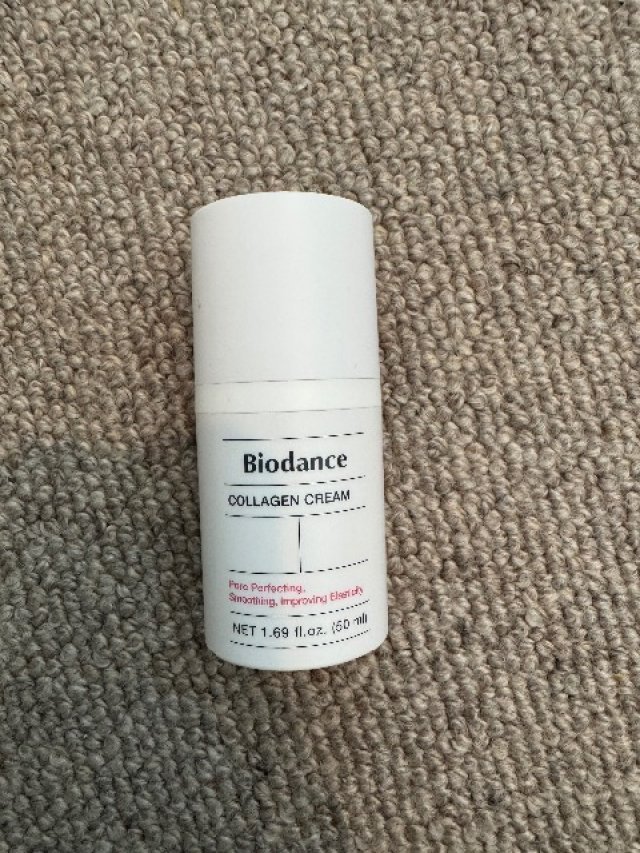 Biodance
COLLAGEN CREAM
Pore Perfecting,
Smoothing, Improving Elasticity
NET 1.69 fl.oz. (50 ml)